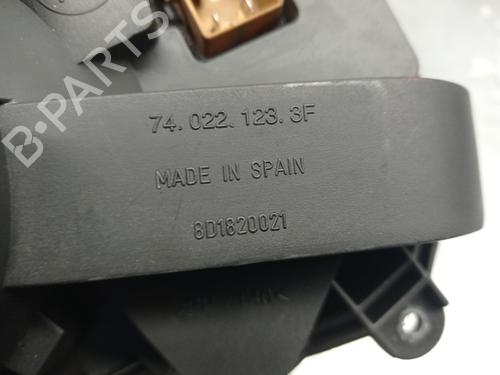 B-PARTS
74.022.123.3F
MADE IN SPAIN
8D1820021